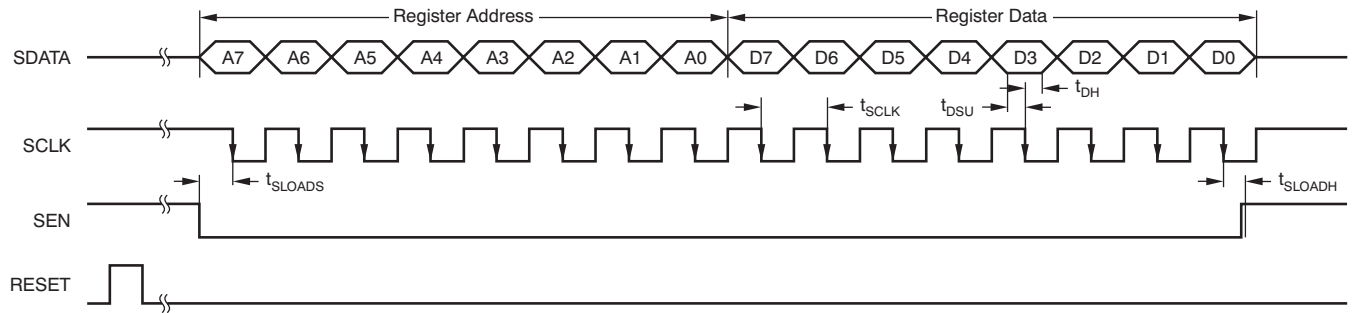 Register Address Register Data
SDATA A7 A6 A5 A4 A3 A2 A1 A0 D7 D6 D5 D4 D3 D2 D1 D0
tSCLK tDSU tDH
SCLK
tSLOADS tSLOADH
SEN
RESET